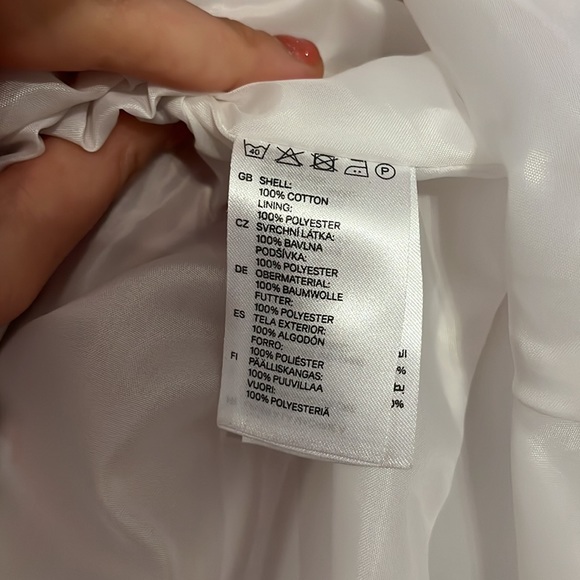 40 P
GB SHELL:
100% COTTON
LINING:
100% POLYESTER
CZ SVRCHNÍ LÁTKA:
100% BAVLNA
PODŠÍVKA:
100% POLYESTER
DE OBERMATERIAL:
100% BAUMWOLLE
FUTTER:
100% POLYESTER
ES TELA EXTERIOR:
100% ALGODÓN
FORRO:
100% POLIÉSTER
FI PÄÄLLISKANGAS:
100% PUUVILLAA
VUORI:
100% POLYESTERIÄ